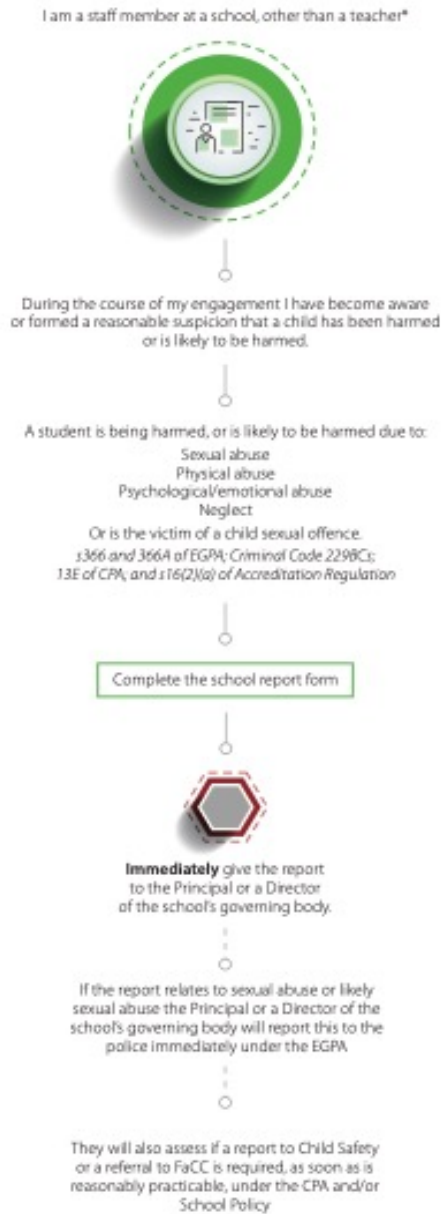 I am a staff member at a school, other than a teacher*
During the course of my engagement I have become aware
or formed a reasonable suspicion that a child has been harmed
or is likely to be harmed.
A student is being harmed, or is likely to be harmed due to:
Sexual abuse
Physical abuse
Psychological/emotional abuse
Neglect
Or is the victim of a child sexual offence.
s366 and 366A of EGPA; Criminal Code 229BCs;
13E of CPA; and s16(2)(a) of Accreditation Regulation
Complete the school report form
Immediately give the report
to the Principal or a Director
of the school's governing body.
If the report relates to sexual abuse or likely
sexual abuse the Principal or a Director of the
school's governing body will report this to the
police immediately under the EGPA
They will also assess if a report to Child Safety
or a referral to FaCC is required, as soon as is
reasonably practicable, under the CPA and/or
School Policy